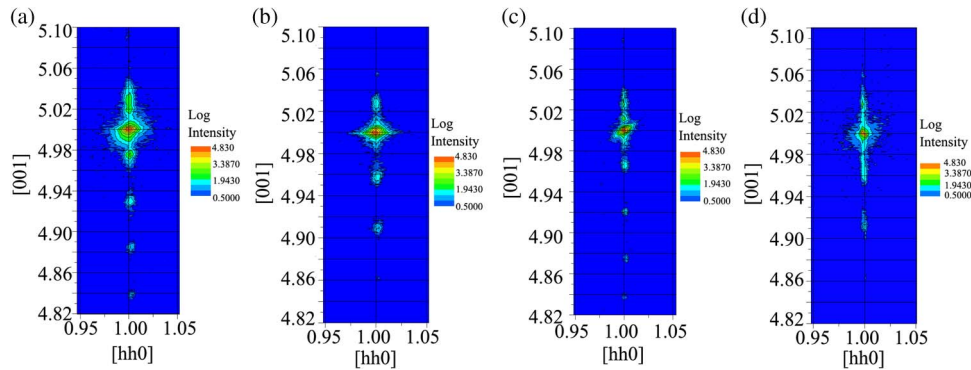 (a)
5.10
5.06
5.02
4.98
4.94
4.90
4.86
4.82
[001]
0.95 1.00 1.05
[hh0]
Log
Intensity
4.830
3.3870
1.9430
0.5000
(b)
5.10
5.06
5.02
4.98
4.94
4.90
4.86
4.82
[001]
0.95 1.00 1.05
[hh0]
Log
Intensity
4.830
3.3870
1.9430
0.5000
(c)
5.10
5.06
5.02
4.98
4.94
4.90
4.86
4.82
[001]
0.95 1.00 1.05
[hh0]
Log
Intensity
4.830
3.3870
1.9430
0.5000
(d)
5.10
5.06
5.02
4.98
4.94
4.90
4.86
4.82
[001]
0.95 1.00 1.05
[hh0]
Log
Intensity
4.830
3.3870
1.9430
0.5000